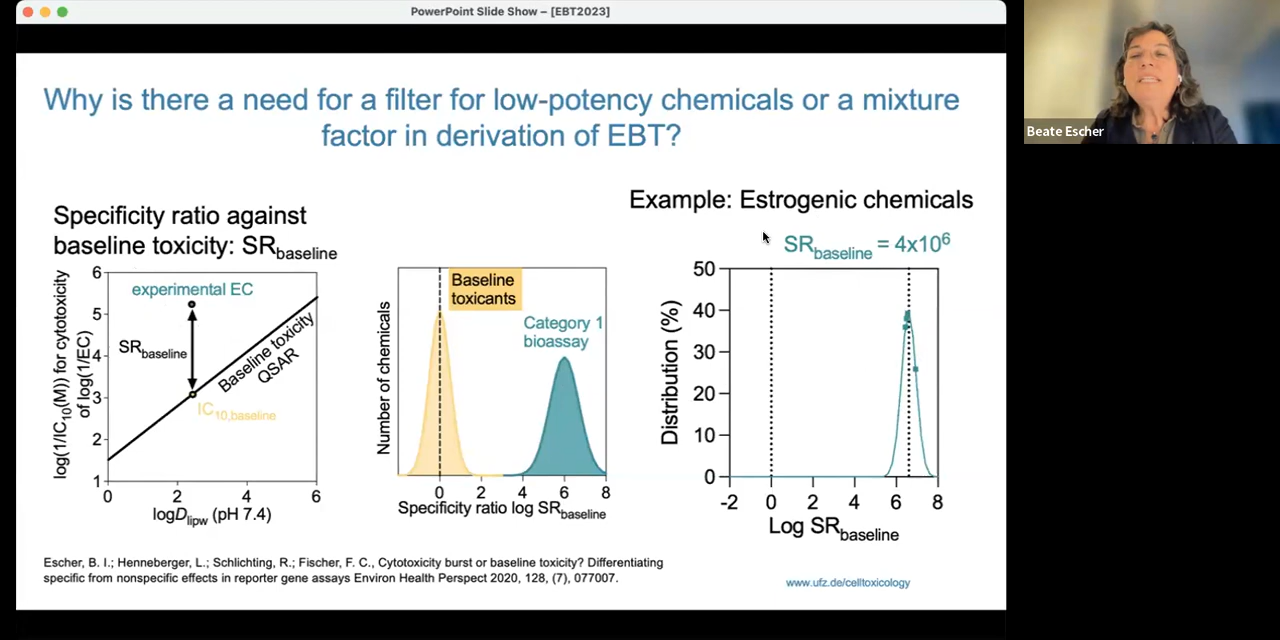 PowerPoint Slide Show – [EBT2023]
Beate Escher
Why is there a need for a filter for low-potency chemicals or a mixture
factor in derivation of EBT?
Specificity ratio against
baseline toxicity: SRbaseline
log(1/IC10(M)) for cytotoxicity
of log(1/EC)
6
5
4
3
2
1
experimental EC
SRbaseline
Baseline toxicity
QSAR
IC10,baseline
0 2 4 6
logDlipw (pH 7.4)
Number of chemicals
Baseline
toxicants
Category 1
bioassay
0 2 4 6 8
Specificity ratio log SRbaseline
Example: Estrogenic chemicals
SRbaseline = 4x10⁶
Distribution (%)
50
40
30
20
10
0
-2 0 2 4 6 8
Log SRbaseline
Escher, B. I.; Henneberger, L.; Schlichting, R.; Fischer, F. C., Cytotoxicity burst or baseline toxicity? Differentiating
specific from nonspecific effects in reporter gene assays Environ Health Perspect 2020, 128, (7), 077007.
www.ufz.de/celltoxicology